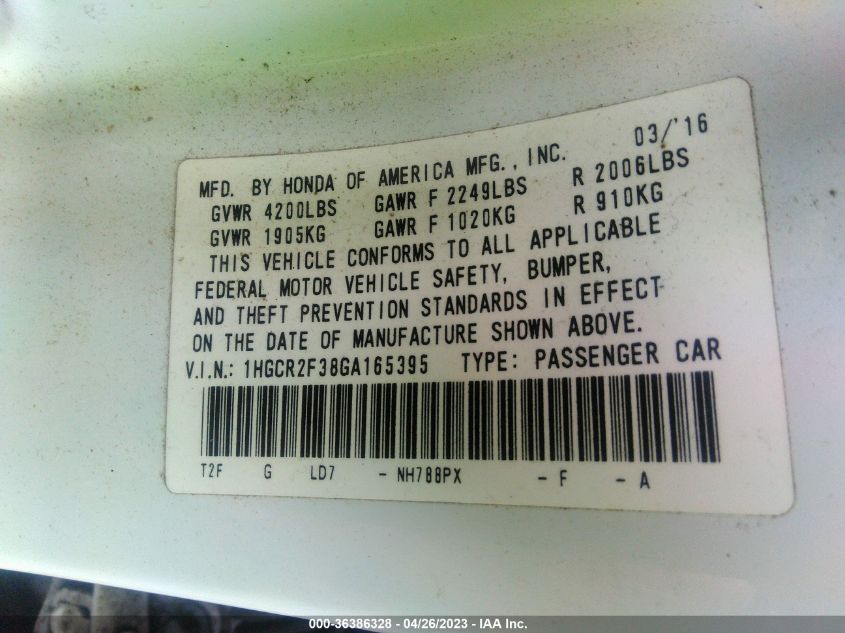 03/'16
MFD. BY HONDA OF AMERICA MFG., INC.
GVWR 4200LBS GAWR F 2249LBS R 2006LBS
GVWR 1905KG GAWR F 1020KG R 910KG
THIS VEHICLE CONFORMS TO ALL APPLICABLE
FEDERAL MOTOR VEHICLE SAFETY, BUMPER,
AND THEFT PREVENTION STANDARDS IN EFFECT
ON THE DATE OF MANUFACTURE SHOWN ABOVE.
V.I.N.: 1HGCR2F38GA165395 TYPE: PASSENGER CAR
T2F G LD7 - NH788PX - F - A
000-36386328 - 04/26/2023 - IAA Inc.